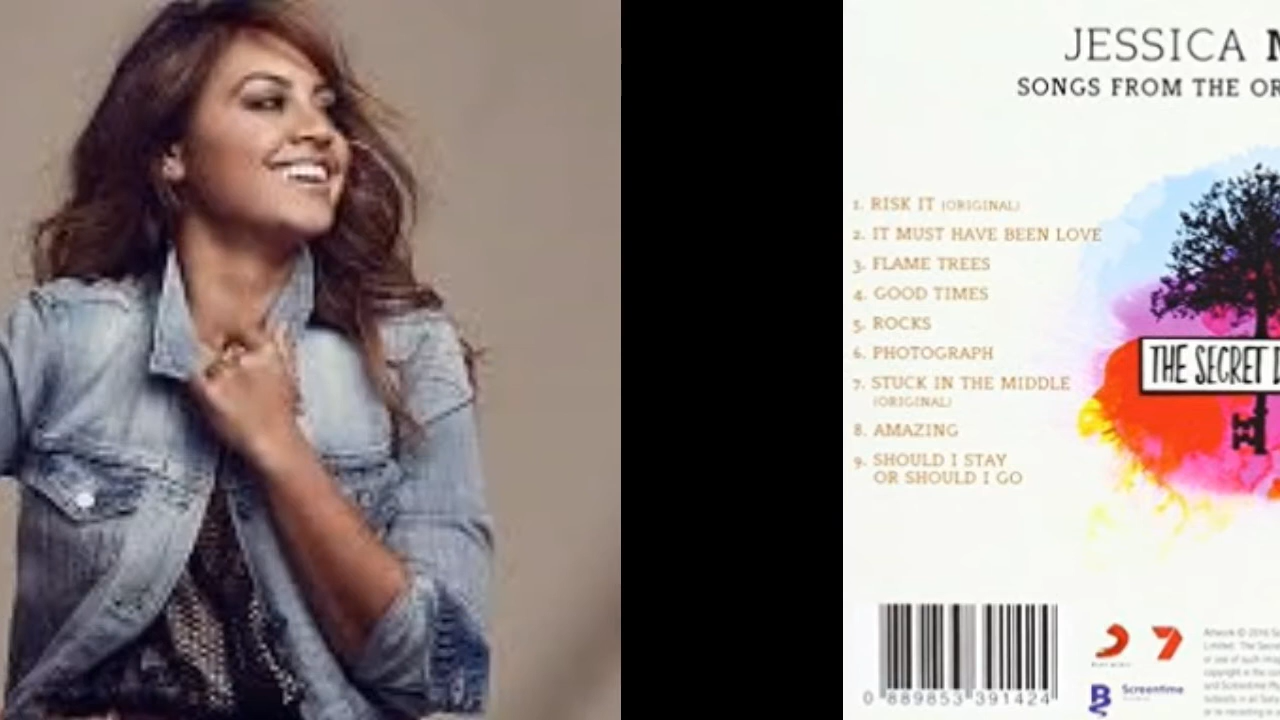 JESSICA
SONGS FROM THE
1. RISK IT (ORIGINAL)
2. IT MUST HAVE BEEN LOVE
3. FLAME TREES
4. GOOD TIMES
5. ROCKS
6. PHOTOGRAPH
7. STUCK IN THE MIDDLE
(ORIGINAL)
8. AMAZING
9. SHOULD I STAY
OR SHOULD I GO
THE SECRET
0 889853 391424
7
Screentime